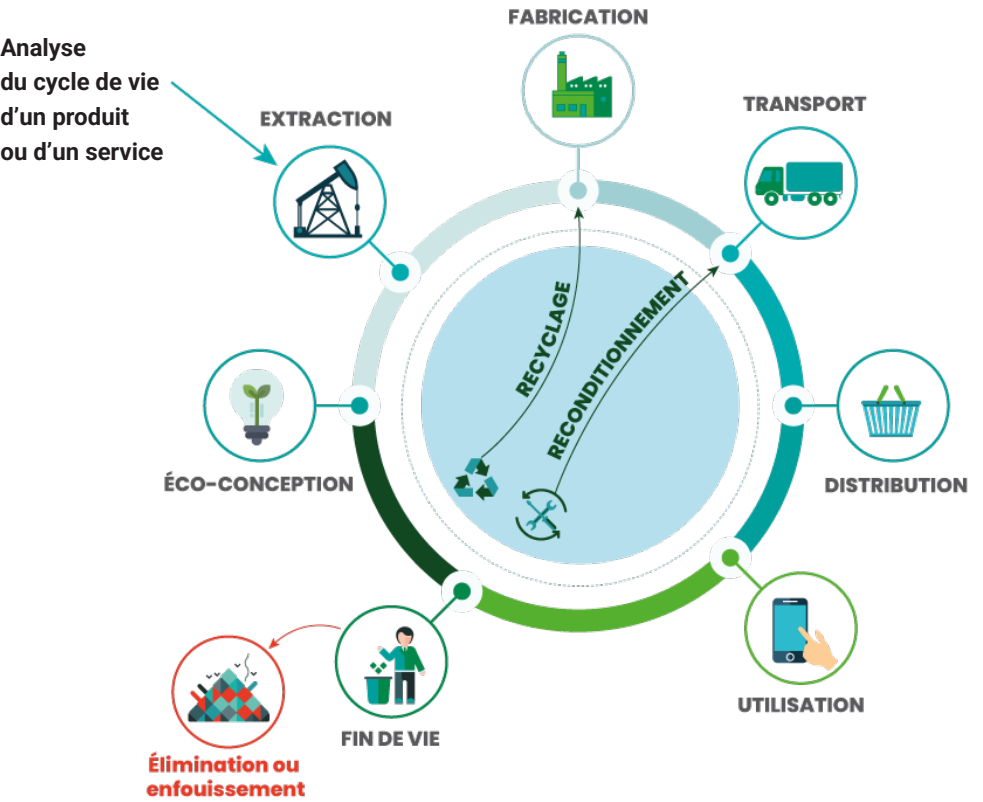 Analyse
du cycle de vie
d’un produit
ou d’un service
FABRICATION
EXTRACTION
TRANSPORT
RECYCLAGE
RECONDITIONNEMENT
ÉCO-CONCEPTION
DISTRIBUTION
UTILISATION
FIN DE VIE
Élimination ou
enfouissement